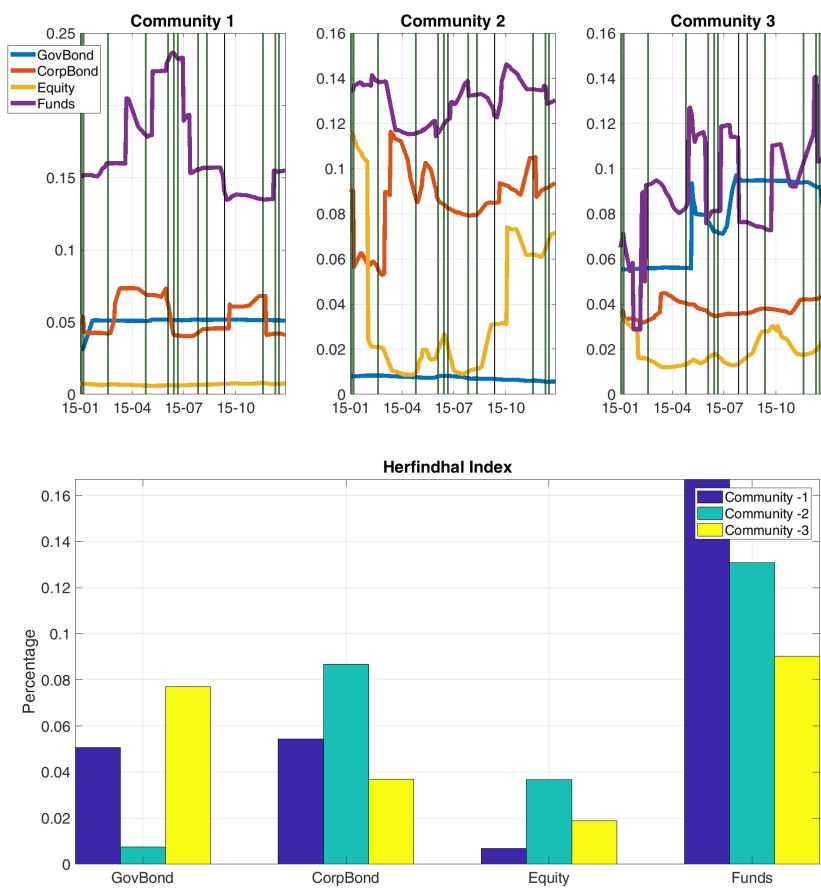 Community 1
0.25
0.15
0.1
0.05
0
15-01 15-04 15-07 15-10
GovBond
CorpBond
Equity
Funds
Community 2
0.16
0.14
0.12
0.1
0.08
0.06
0.04
0.02
0
15-01 15-04 15-07 15-10
Community 3
0.16
0.14
0.12
0.1
0.08
0.06
0.04
0.02
0
15-01 15-04 15-07 15-10
Herfindhal Index
Percentage
0.16
0.14
0.12
0.1
0.08
0.06
0.04
0.02
0
GovBond CorpBond Equity Funds
Community -1
Community -2
Community -3